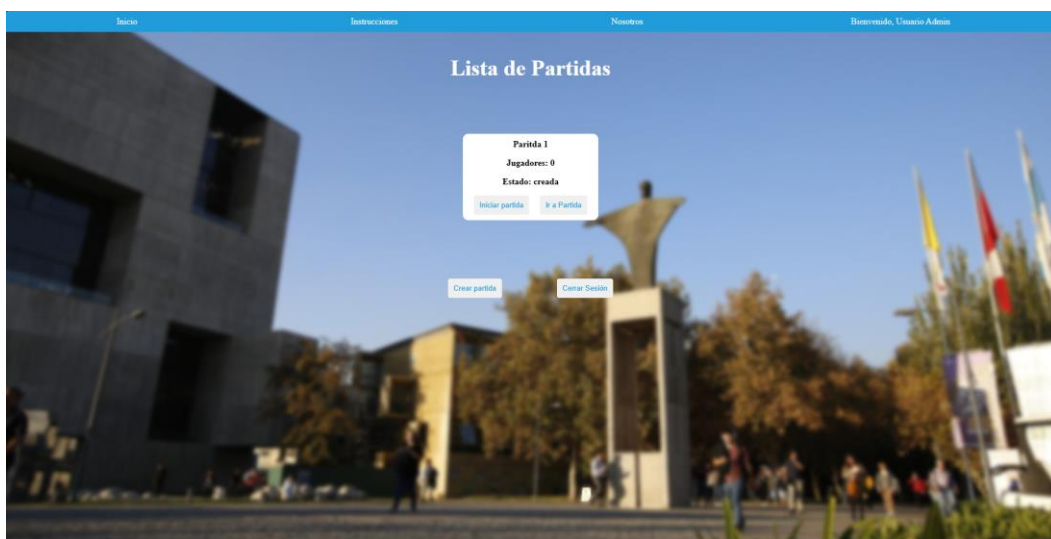 Inicio Instrucciones Nosotros Bienvenido, Usuario Admin
Lista de Partidas
Paritda 1
Jugadores: 0
Estado: creada
Iniciar partida Ir a Partida
Crear partida Cerrar Sesión